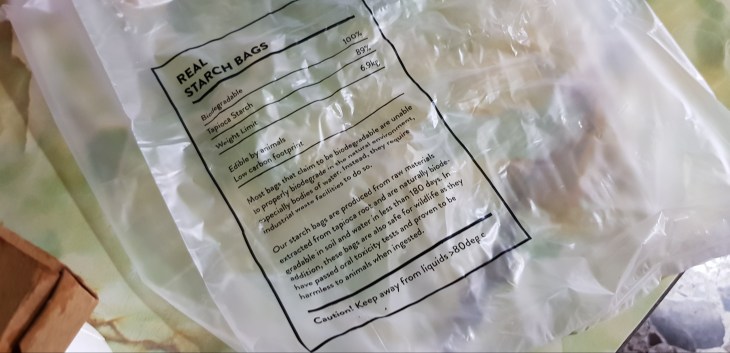 REAL
STARCH BAGS
Biodegradable 100%
Tapioca Starch 89%
Weight Limit 6.9kg
Edible by animals
Low carbon footprint
Most bags that claim to be biodegradable are unable
to properly biodegrade in the natural environments,
especially bodies of water. Instead, they require
industrial waste facilities to do so.
Our starch bags are produced from raw materials
extracted from tapioca root and are naturally biode-
gradable in soil and water in less than 180 days. In
addition, these bags are also safe for wildlife as they
have passed oral toxicity tests and proven to be
harmless to animals when ingested.
Caution! Keep away from liquids >80deg c